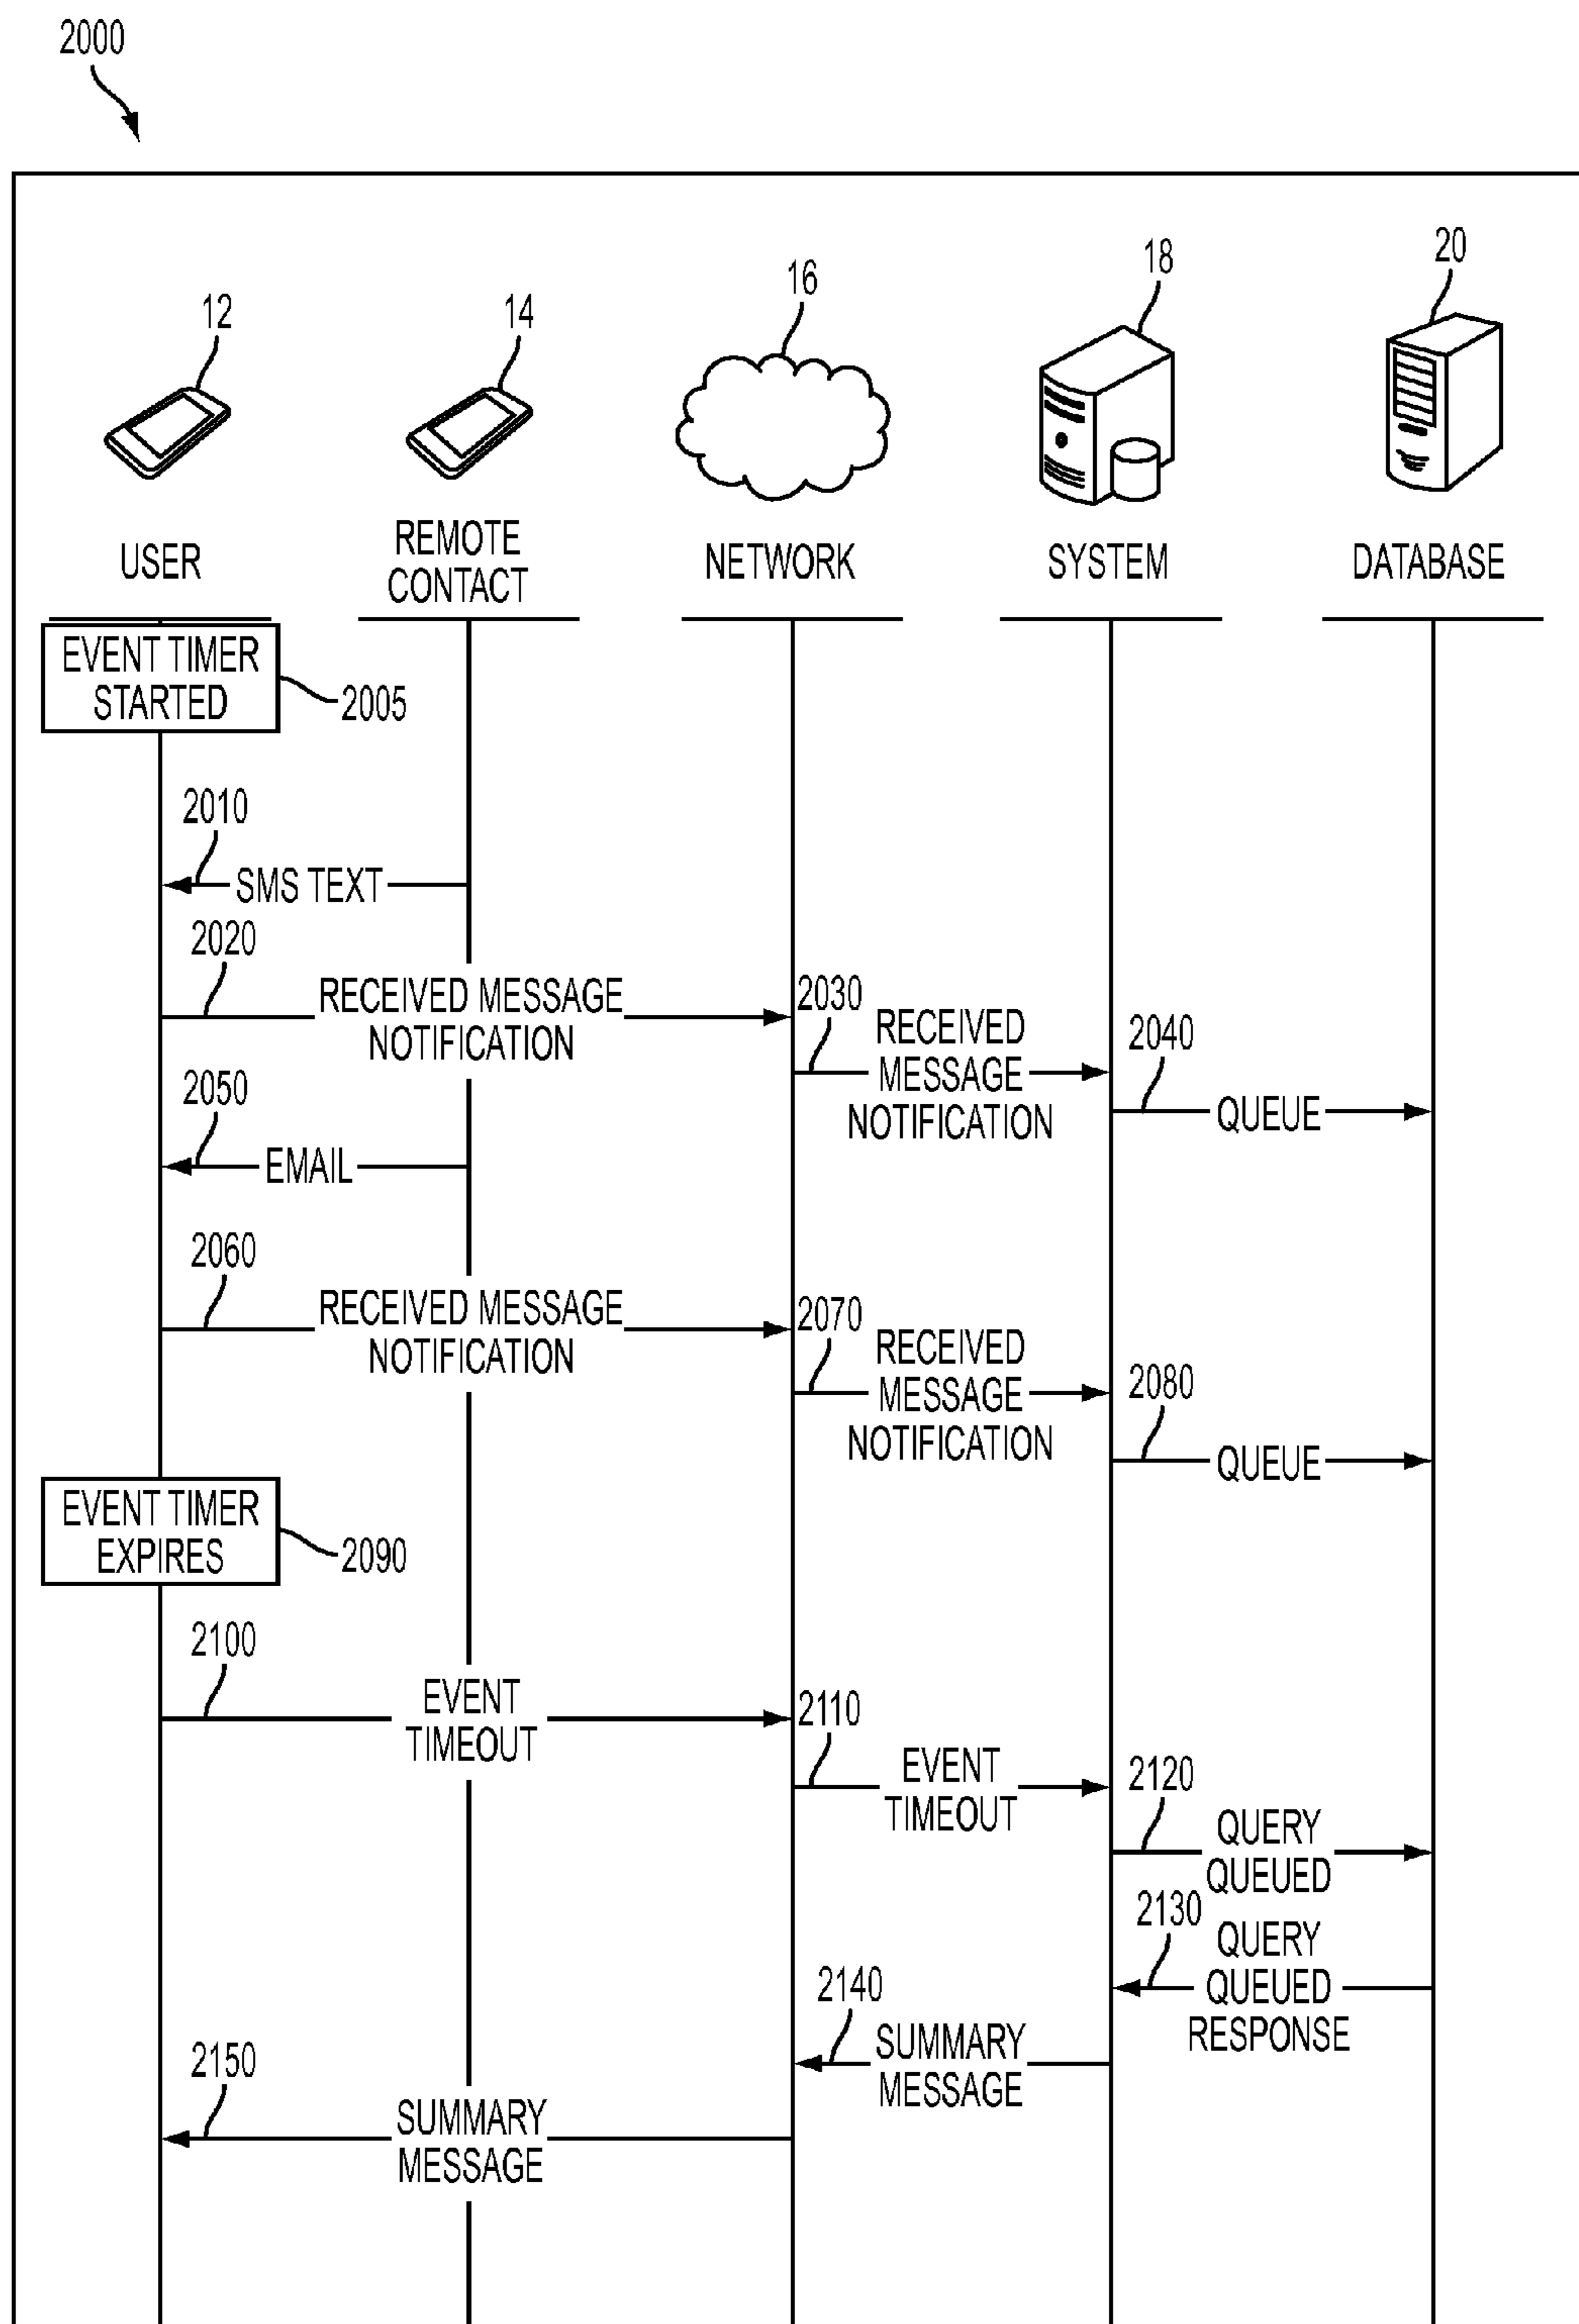 2000
12
14
16
18
20
USER
REMOTE
CONTACT
NETWORK
SYSTEM
DATABASE
EVENT TIMER
STARTED
2005
2010
SMS TEXT
2020
RECEIVED MESSAGE
NOTIFICATION
2030
RECEIVED
MESSAGE
NOTIFICATION
2040
QUEUE
2050
EMAIL
2060
RECEIVED MESSAGE
NOTIFICATION
2070
RECEIVED
MESSAGE
NOTIFICATION
2080
QUEUE
EVENT TIMER
EXPIRES
2090
2100
EVENT
TIMEOUT
2110
EVENT
TIMEOUT
2120
QUERY
QUEUED
2130
QUERY
QUEUED
RESPONSE
2140
SUMMARY
MESSAGE
2150
SUMMARY
MESSAGE